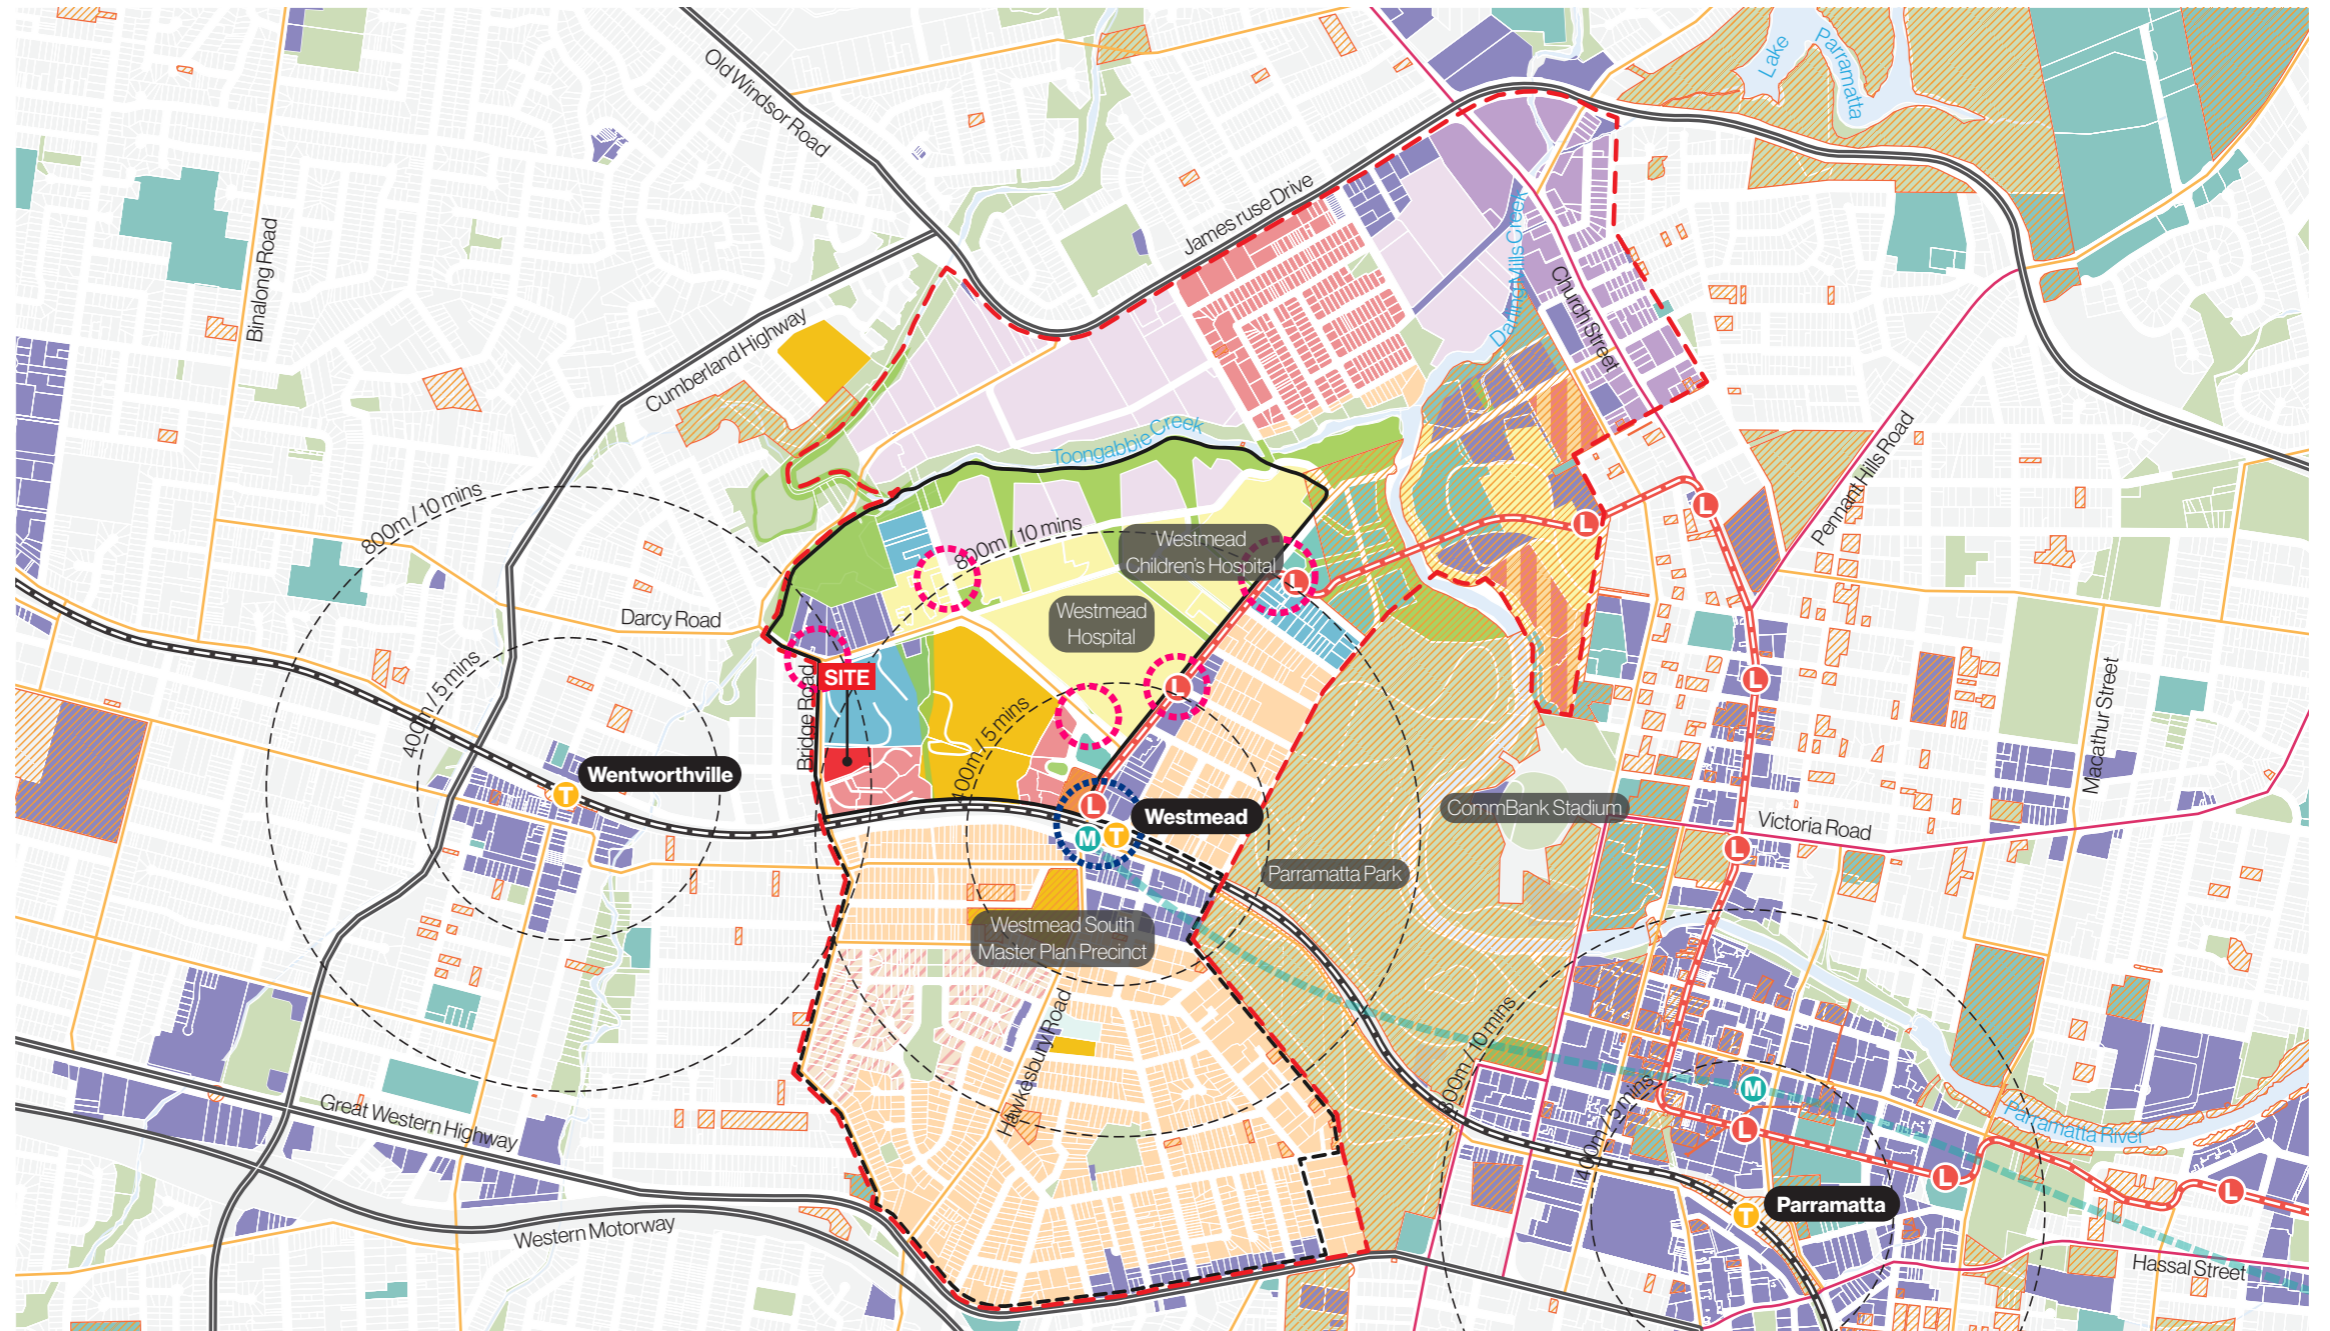 Old Windsor Road
Lake
Parramatta
James ruse Drive
Binalong Road
Darling Mills Creek
Church Street
Cumberland Highway
Toongabbie Creek
Pennant Hills Road
800m / 10 mins
800m / 10 mins
Westmead
Children's Hospital
L
L
L
Westmead
Hospital
Darcy Road
400m / 5 mins
Bridge Road
SITE
L
L
Macathur Street
400m / 5 mins
Wentworthville
T
L
M
T
Westmead
CommBank Stadium
Victoria Road
L
Parramatta Park
Westmead South
Master Plan Precinct
Hawkesbury Road
800m / 10 mins
400m / 5 mins
M
L
L
L
Parramatta River
Great Western Highway
Western Motorway
T
Parramatta
Hassal Street